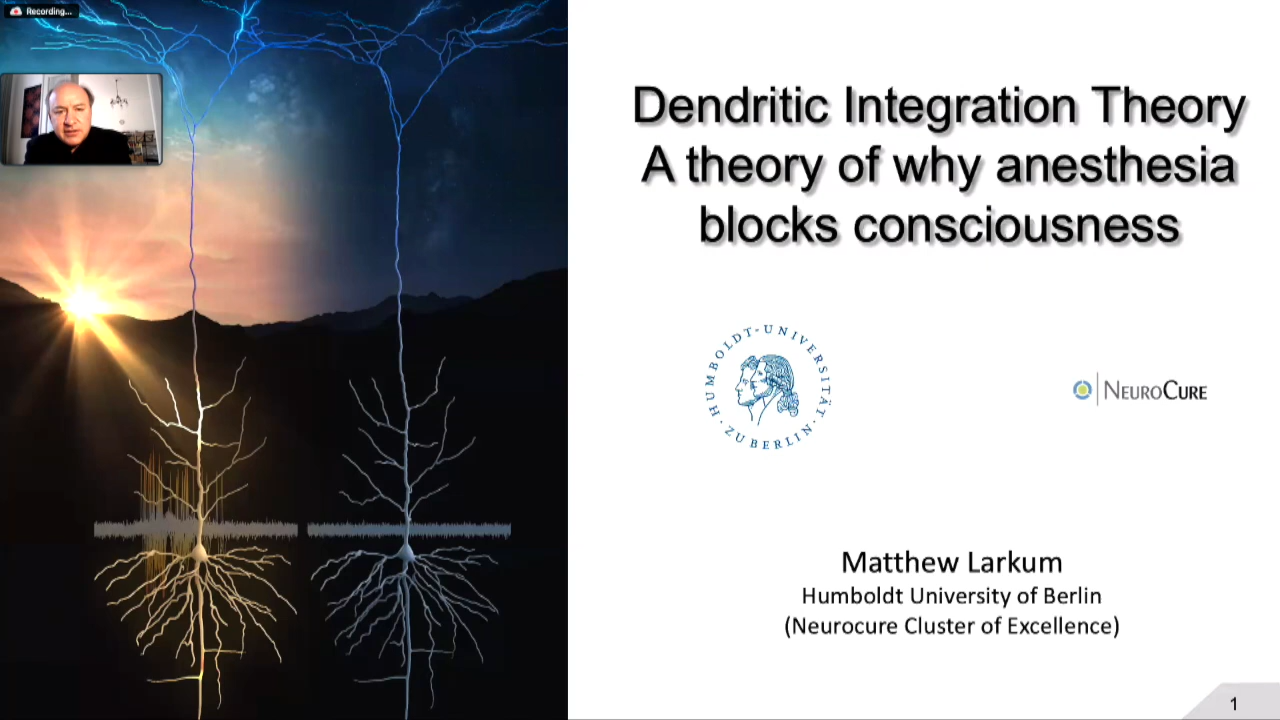 Recording...
Dendritic Integration Theory
A theory of why anesthesia
blocks consciousness
HUMBOLDT-UNIVERSITÄT
· ZU BERLIN ·
NEUROCURE
Matthew Larkum
Humboldt University of Berlin
(Neurocure Cluster of Excellence)
1